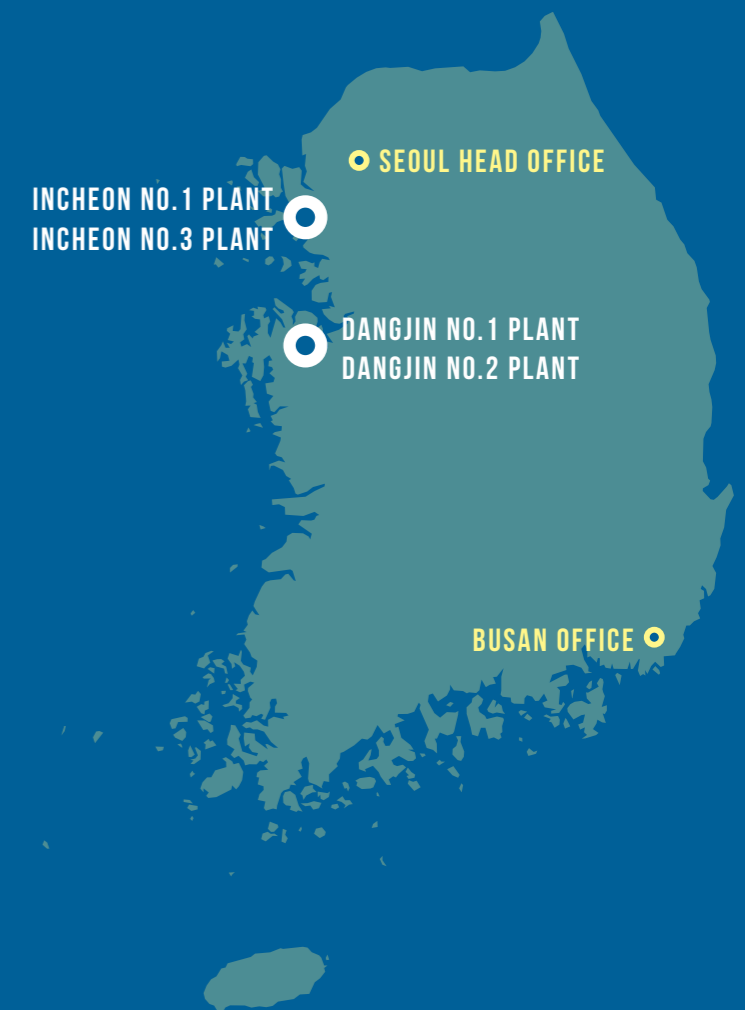 SEOUL HEAD OFFICE
INCHEON NO.1 PLANT
INCHEON NO.3 PLANT
DANGJIN NO.1 PLANT
DANGJIN NO.2 PLANT
BUSAN OFFICE